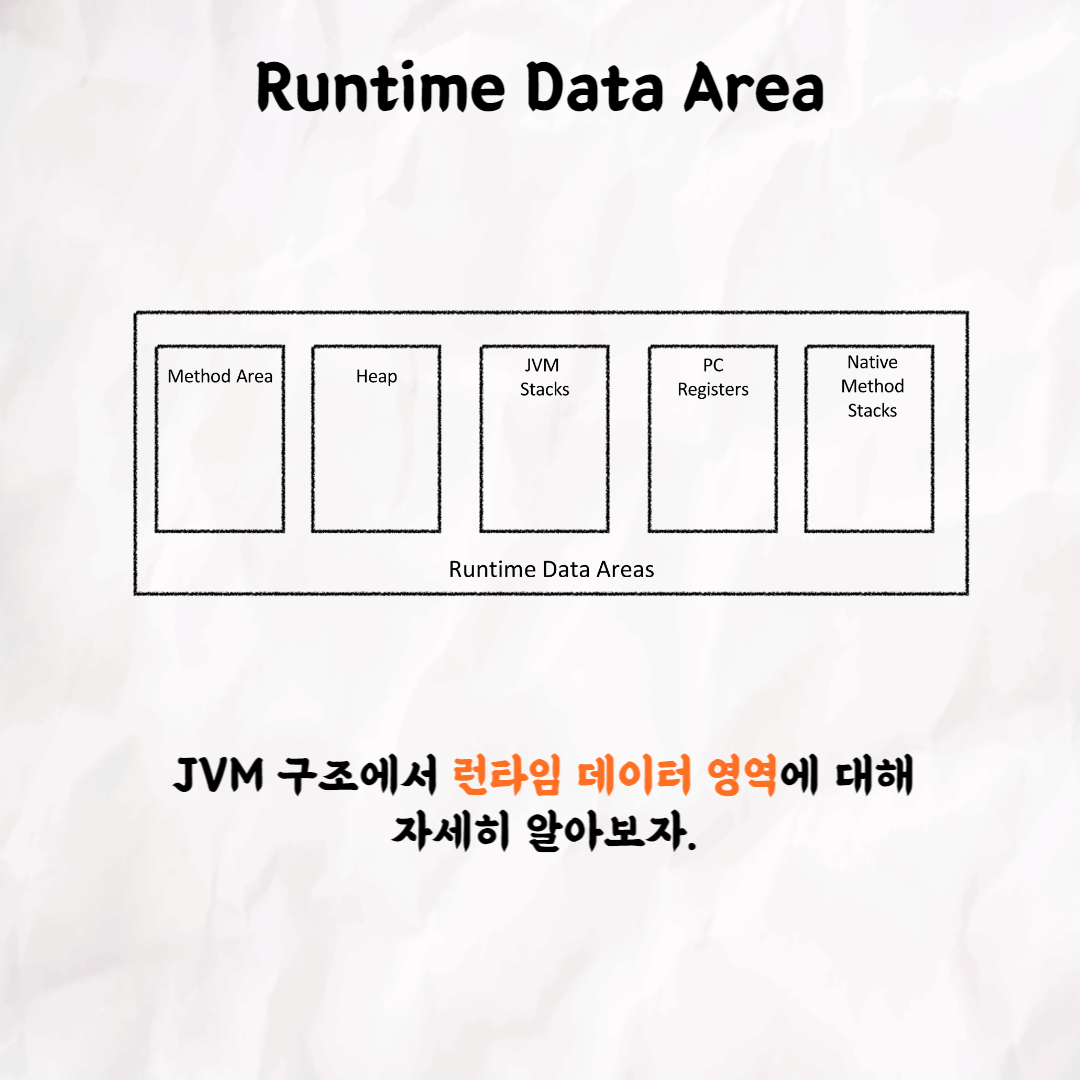 Runtime Data Area
Method Area
Heap
JVM
Stacks
PC
Registers
Native
Method
Stacks
Runtime Data Areas
JVM 구조에서 런타임 데이터 영역에 대해
자세히 알아보자.